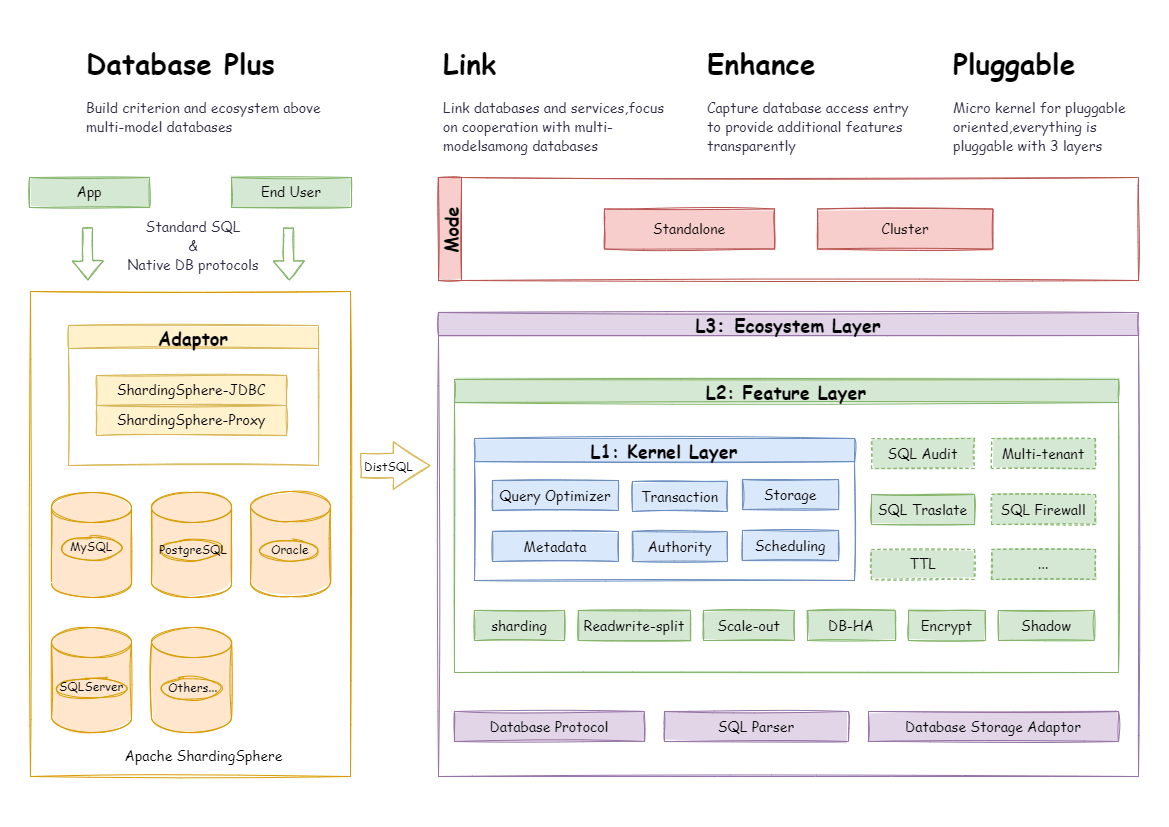 Database Plus
Build criterion and ecosystem above
multi-model databases
Link
Link databases and services,focus
on cooperation with multi-
modelsamong databases
Enhance
Capture database access entry
to provide additional features
transparently
Pluggable
Micro kernel for pluggable
oriented,everything is
pluggable with 3 layers
App
End User
Standard SQL
&
Native DB protocols
Adaptor
ShardingSphere-JDBC
ShardingSphere-Proxy
MySQL
PostgreSQL
Oracle
SQLServer
Others...
Apache ShardingSphere
DistSQL
Mode
Standalone
Cluster
L3: Ecosystem Layer
L2: Feature Layer
L1: Kernel Layer
Query Optimizer
Transaction
Storage
Metadata
Authority
Scheduling
SQL Audit
Multi-tenant
SQL Traslate
SQL Firewall
TTL
...
sharding
Readwrite-split
Scale-out
DB-HA
Encrypt
Shadow
Database Protocol
SQL Parser
Database Storage Adaptor